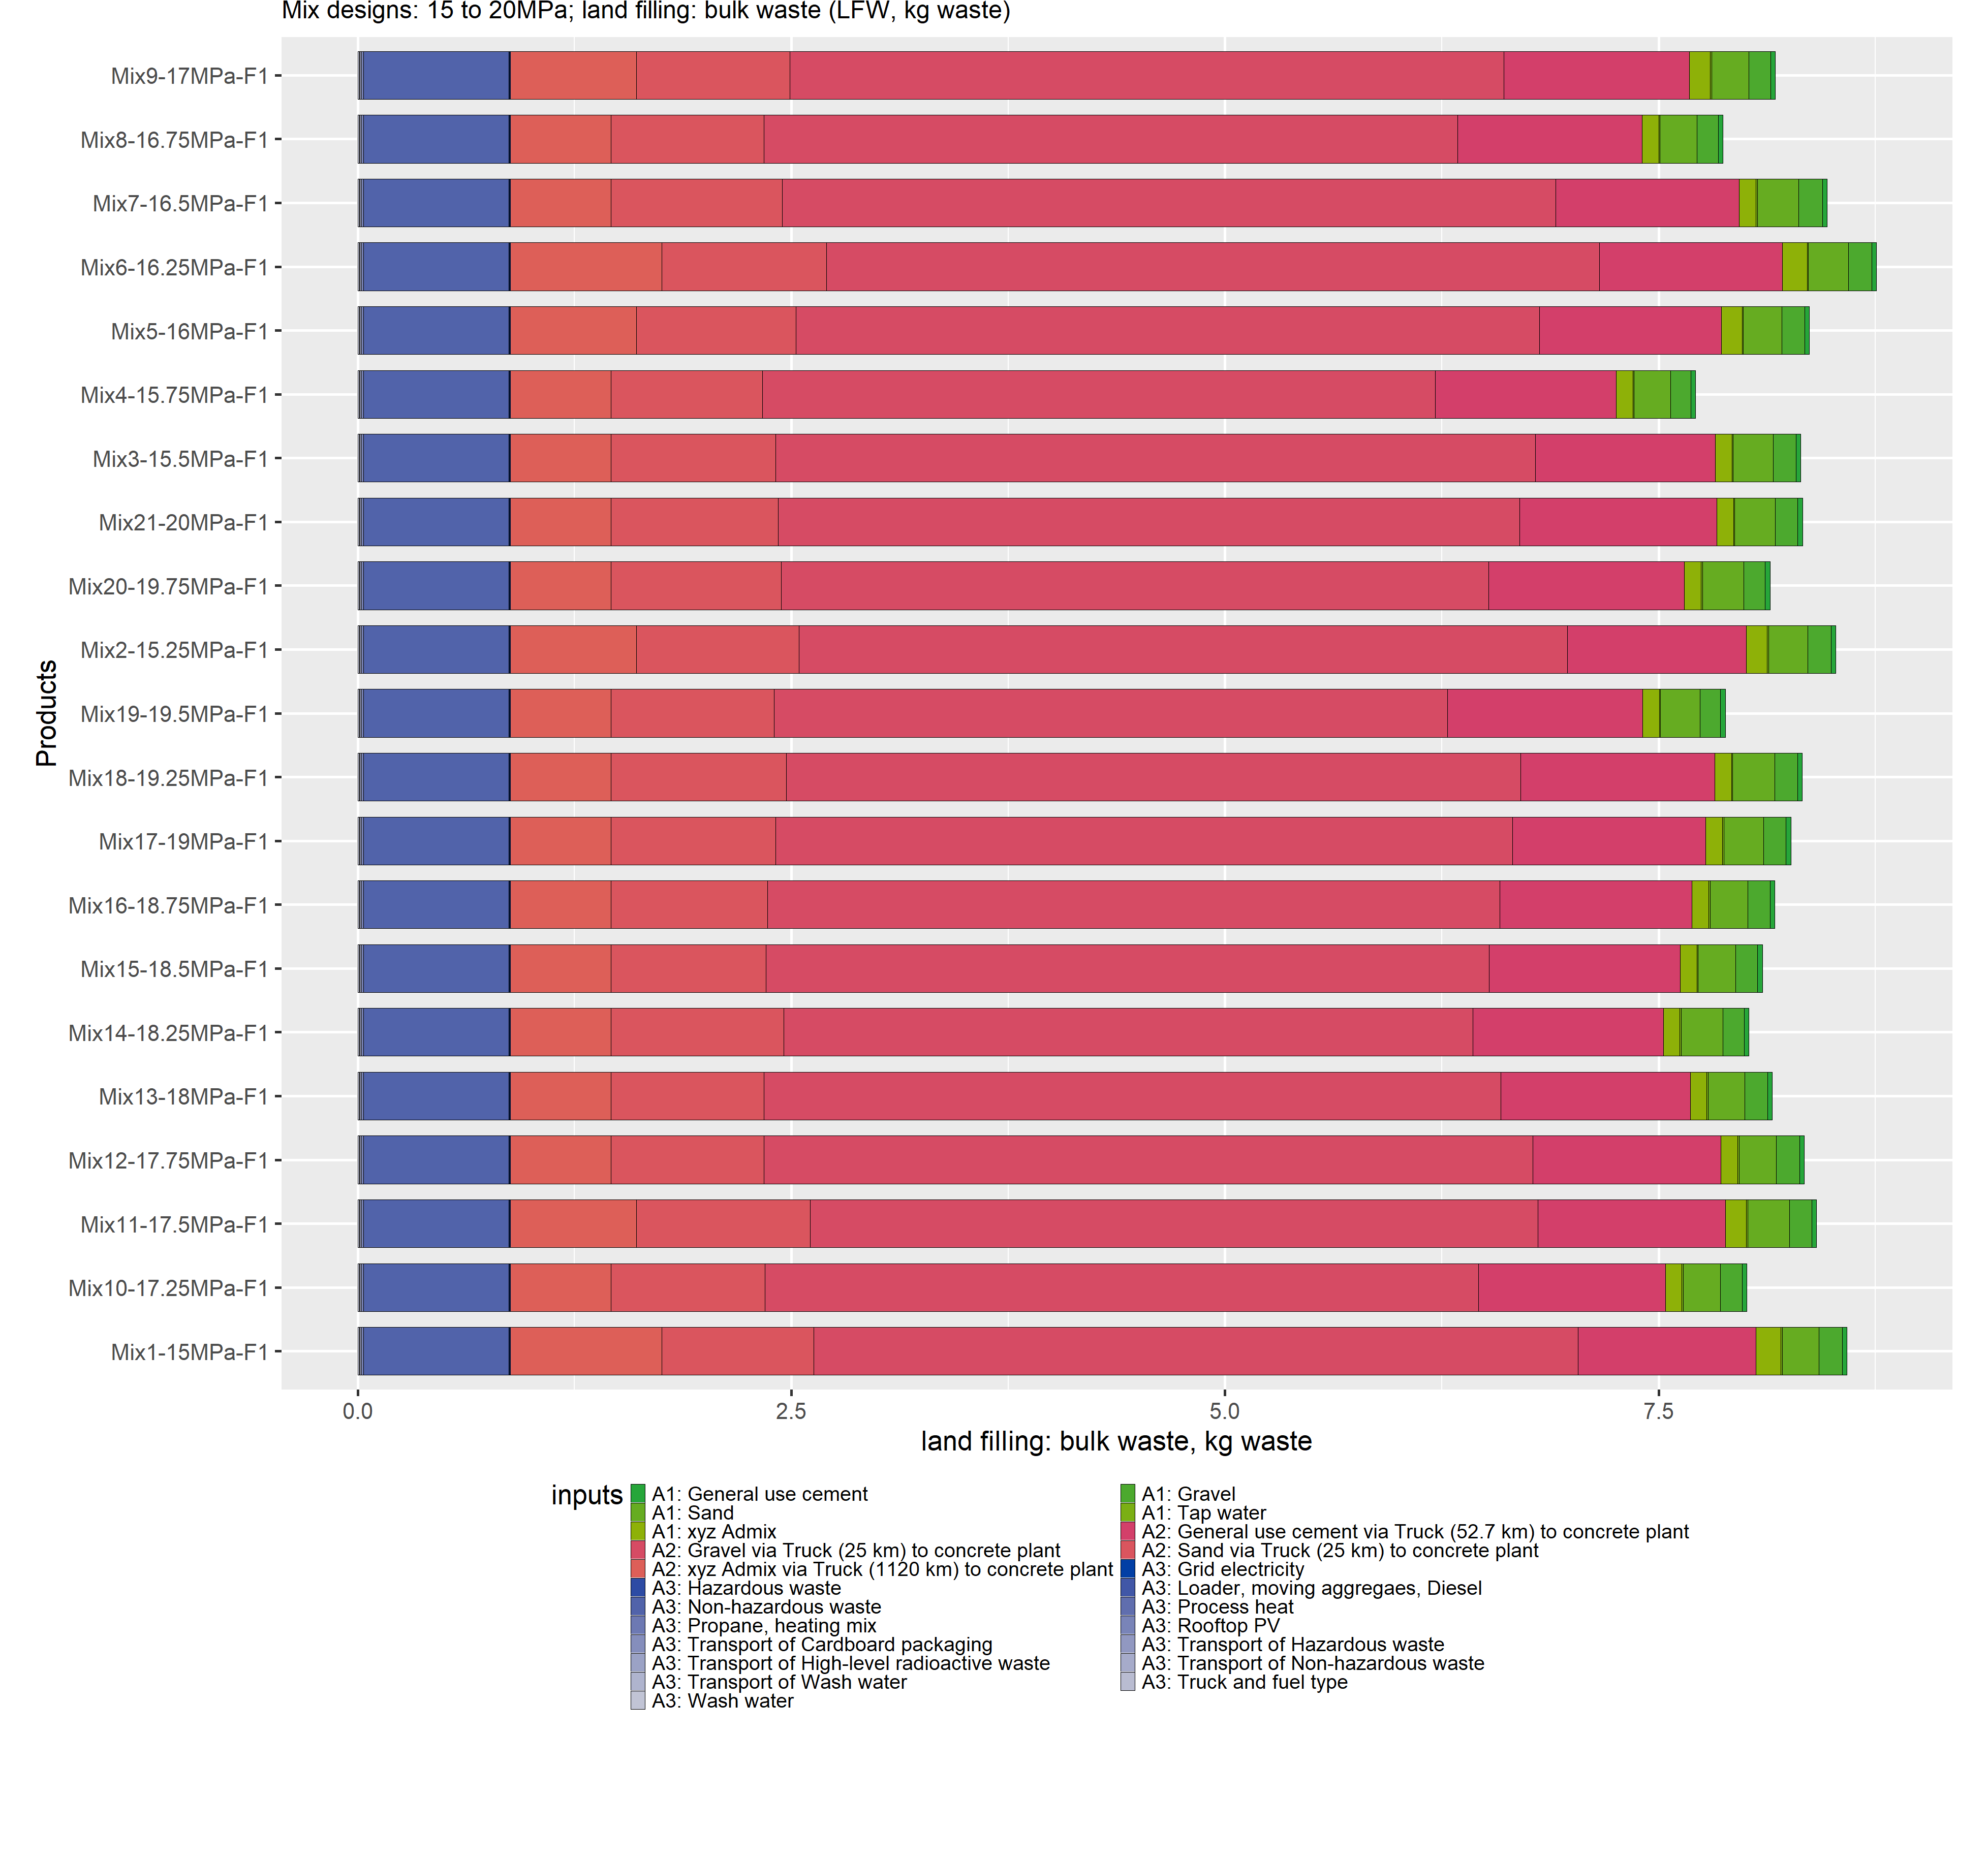 Mix designs: 15 to 20MPa; land filling: bulk waste (LFW, kg waste)
Products
Mix9-17MPa-F1
Mix8-16.75MPa-F1
Mix7-16.5MPa-F1
Mix6-16.25MPa-F1
Mix5-16MPa-F1
Mix4-15.75MPa-F1
Mix3-15.5MPa-F1
Mix21-20MPa-F1
Mix20-19.75MPa-F1
Mix2-15.25MPa-F1
Mix19-19.5MPa-F1
Mix18-19.25MPa-F1
Mix17-19MPa-F1
Mix16-18.75MPa-F1
Mix15-18.5MPa-F1
Mix14-18.25MPa-F1
Mix13-18MPa-F1
Mix12-17.75MPa-F1
Mix11-17.5MPa-F1
Mix10-17.25MPa-F1
Mix1-15MPa-F1
0.0 2.5 5.0 7.5
land filling: bulk waste, kg waste
inputs
A1: General use cement
A1: Gravel
A1: Sand
A1: Tap water
A1: xyz Admix
A2: General use cement via Truck (52.7 km) to concrete plant
A2: Gravel via Truck (25 km) to concrete plant
A2: Sand via Truck (25 km) to concrete plant
A2: xyz Admix via Truck (1120 km) to concrete plant
A3: Grid electricity
A3: Hazardous waste
A3: Loader, moving aggregaes, Diesel
A3: Non-hazardous waste
A3: Process heat
A3: Propane, heating mix
A3: Rooftop PV
A3: Transport of Cardboard packaging
A3: Transport of Hazardous waste
A3: Transport of High-level radioactive waste
A3: Transport of Non-hazardous waste
A3: Transport of Wash water
A3: Truck and fuel type
A3: Wash water